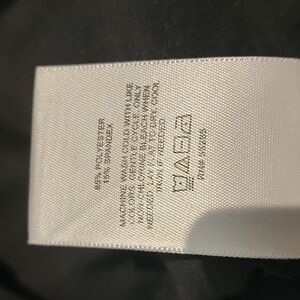 85% POLYESTER
15% SPANDEX
MACHINE WASH COLD WITH LIKE
COLORS. GENTLE CYCLE. ONLY
NON-CHLORINE BLEACH WHEN
NEEDED. LAY FLAT TO DRY. COOL
IRON IF NEEDED.
RN# 55285